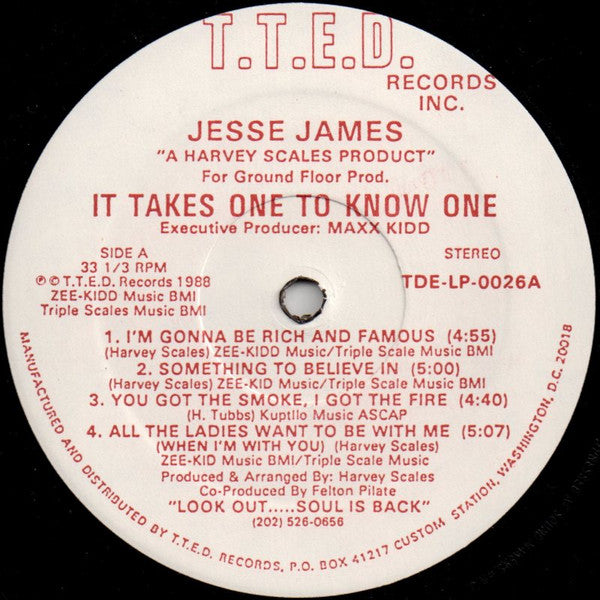 T.T.E.D.
RECORDS
INC.
JESSE JAMES
"A HARVEY SCALES PRODUCT"
For Ground Floor Prod.
IT TAKES ONE TO KNOW ONE
Executive Producer: MAXX KIDD
SIDE A
33 1/3 RPM
℗ © T.T.E.D. Records 1988
ZEE-KIDD Music BMI
Triple Scales Music BMI
STEREO
TDE-LP-0026A
1. I'M GONNA BE RICH AND FAMOUS (4:55)
(Harvey Scales) ZEE-KIDD Music/Triple Scale Music BMI
2. SOMETHING TO BELIEVE IN (5:00)
(Harvey Scales) ZEE-KID Music/Triple Scale Music BMI
3. YOU GOT THE SMOKE, I GOT THE FIRE (4:40)
(H. Tubbs) Kuptilo Music ASCAP
4. ALL THE LADIES WANT TO BE WITH ME (5:07)
(WHEN I'M WITH YOU) (Harvey Scales)
ZEE-KID Music BMI/Triple Scale Music
Produced & Arranged By: Harvey Scales
Co-Produced By Felton Pilate
"LOOK OUT.....SOUL IS BACK"
(202) 526-0656
MANUFACTURED AND DISTRIBUTED BY T.T.E.D. RECORDS, P.O. BOX 41217 CUSTOM STATION, WASHINGTON, D.C. 20018